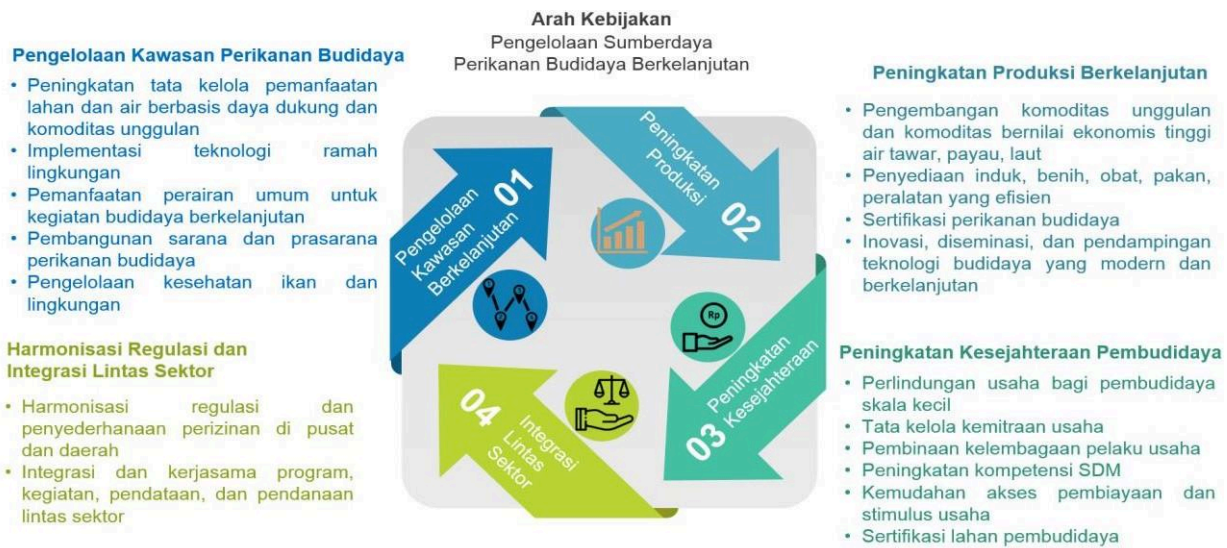 Arah Kebijakan
Pengelolaan Sumberdaya
Perikanan Budidaya Berkelanjutan
Pengelolaan Kawasan Perikanan Budidaya
• Peningkatan tata kelola pemanfaatan
lahan dan air berbasis daya dukung dan
komoditas unggulan
• Implementasi teknologi ramah
lingkungan
• Pemanfaatan perairan umum untuk
kegiatan budidaya berkelanjutan
• Pembangunan sarana dan prasarana
perikanan budidaya
• Pengelolaan kesehatan ikan dan
lingkungan
Pengelolaan
Kawasan
Berkelanjutan
01
Peningkatan
Produksi
02
Peningkatan Produksi Berkelanjutan
• Pengembangan komoditas unggulan
dan komoditas bernilai ekonomis tinggi
air tawar, payau, laut
• Penyediaan induk, benih, obat, pakan,
peralatan yang efisien
• Sertifikasi perikanan budidaya
• Inovasi, diseminasi, dan pendampingan
teknologi budidaya yang modern dan
berkelanjutan
Rp
Peningkatan
Kesejahteraan
03
Peningkatan Kesejahteraan Pembudidaya
• Perlindungan usaha bagi pembudidaya
skala kecil
• Tata kelola kemitraan usaha
• Pembinaan kelembagaan pelaku usaha
• Peningkatan kompetensi SDM
• Kemudahan akses pembiayaan dan
stimulus usaha
• Sertifikasi lahan pembudidaya
04
Integrasi
Lintas
Sektor
Harmonisasi Regulasi dan
Integrasi Lintas Sektor
• Harmonisasi regulasi dan
penyederhanaan perizinan di pusat
dan daerah
• Integrasi dan kerjasama program,
kegiatan, pendataan, dan pendanaan
lintas sektor